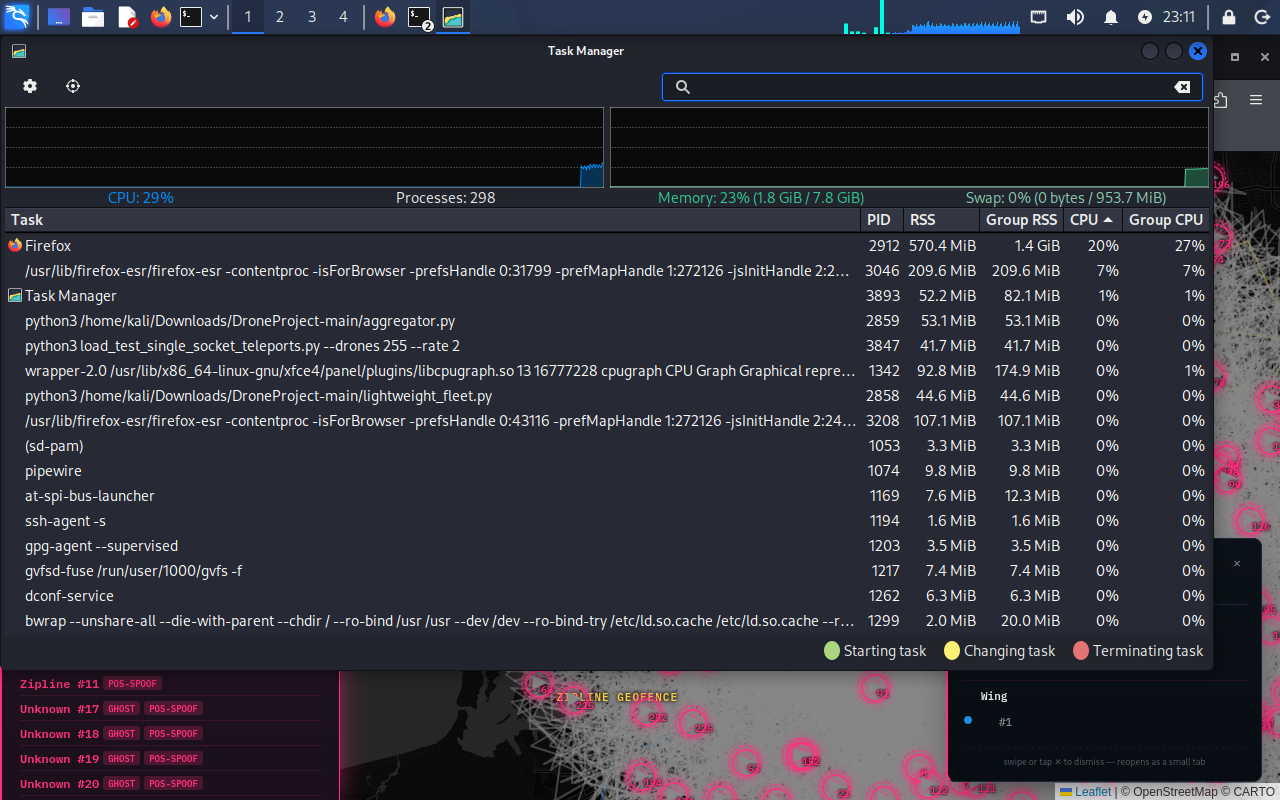 1 2 3 4 2 23:11
Task Manager
CPU: 29% Processes: 298 Memory: 23% (1.8 GiB / 7.8 GiB) Swap: 0% (0 bytes / 953.7 MiB)
Task PID RSS Group RSS CPU Group CPU
Firefox 2912 570.4 MiB 1.4 GiB 20% 27%
/usr/lib/firefox-esr/firefox-esr -contentproc -isForBrowser -prefsHandle 0:31799 -prefMapHandle 1:272126 -jsInitHandle 2:2... 3046 209.6 MiB 209.6 MiB 7% 7%
Task Manager 3893 52.2 MiB 82.1 MiB 1% 1%
python3 /home/kali/Downloads/DroneProject-main/aggregator.py 2859 53.1 MiB 53.1 MiB 0% 0%
python3 load_test_single_socket_teleports.py --drones 255 --rate 2 3847 41.7 MiB 41.7 MiB 0% 0%
wrapper-2.0 /usr/lib/x86_64-linux-gnu/xfce4/panel/plugins/libcpugraph.so 13 16777228 cpugraph CPU Graph Graphical repre... 1342 92.8 MiB 174.9 MiB 0% 1%
python3 /home/kali/Downloads/DroneProject-main/lightweight_fleet.py 2858 44.6 MiB 44.6 MiB 0% 0%
/usr/lib/firefox-esr/firefox-esr -contentproc -isForBrowser -prefsHandle 0:43116 -prefMapHandle 1:272126 -jsInitHandle 2:24... 3208 107.1 MiB 107.1 MiB 0% 0%
(sd-pam) 1053 3.3 MiB 3.3 MiB 0% 0%
pipewire 1074 9.8 MiB 9.8 MiB 0% 0%
at-spi-bus-launcher 1169 7.6 MiB 12.3 MiB 0% 0%
ssh-agent -s 1194 1.6 MiB 1.6 MiB 0% 0%
gpg-agent --supervised 1203 3.5 MiB 3.5 MiB 0% 0%
gvfsd-fuse /run/user/1000/gvfs -f 1217 7.4 MiB 7.4 MiB 0% 0%
dconf-service 1262 6.3 MiB 6.3 MiB 0% 0%
bwrap --unshare-all --die-with-parent --chdir / --ro-bind /usr /usr --dev /dev --ro-bind-try /etc/ld.so.cache /etc/ld.so.cache --r... 1299 2.0 MiB 20.0 MiB 0% 0%
Starting task Changing task Terminating task
Zipline #11 POS-SPOOF
Unknown #17 GHOST POS-SPOOF
Unknown #18 GHOST POS-SPOOF
Unknown #19 GHOST POS-SPOOF
Unknown #20 GHOST POS-SPOOF
ZIPLINE GEOFENCE
292
192
Wing
#1
swipe or tap ✕ to dismiss — reopens as a small tab
Leaflet | © OpenStreetMap © CARTO